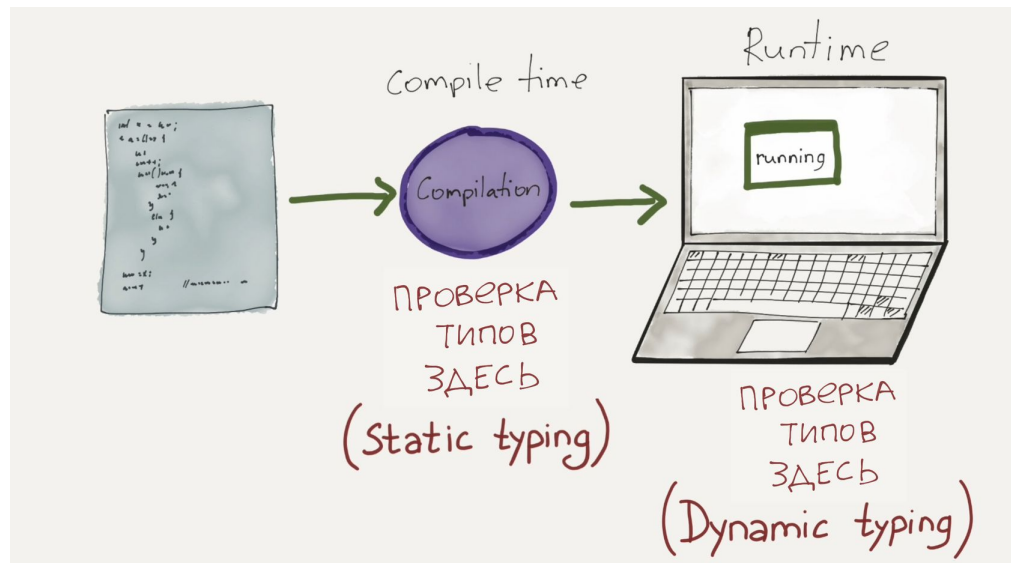 Compile time
Compilation
ПРОВЕРКА
ТИПОВ
ЗДЕСЬ
(Static typing)
Runtime
running
ПРОВЕРКА
ТИПОВ
ЗДЕСЬ
(Dynamic typing)